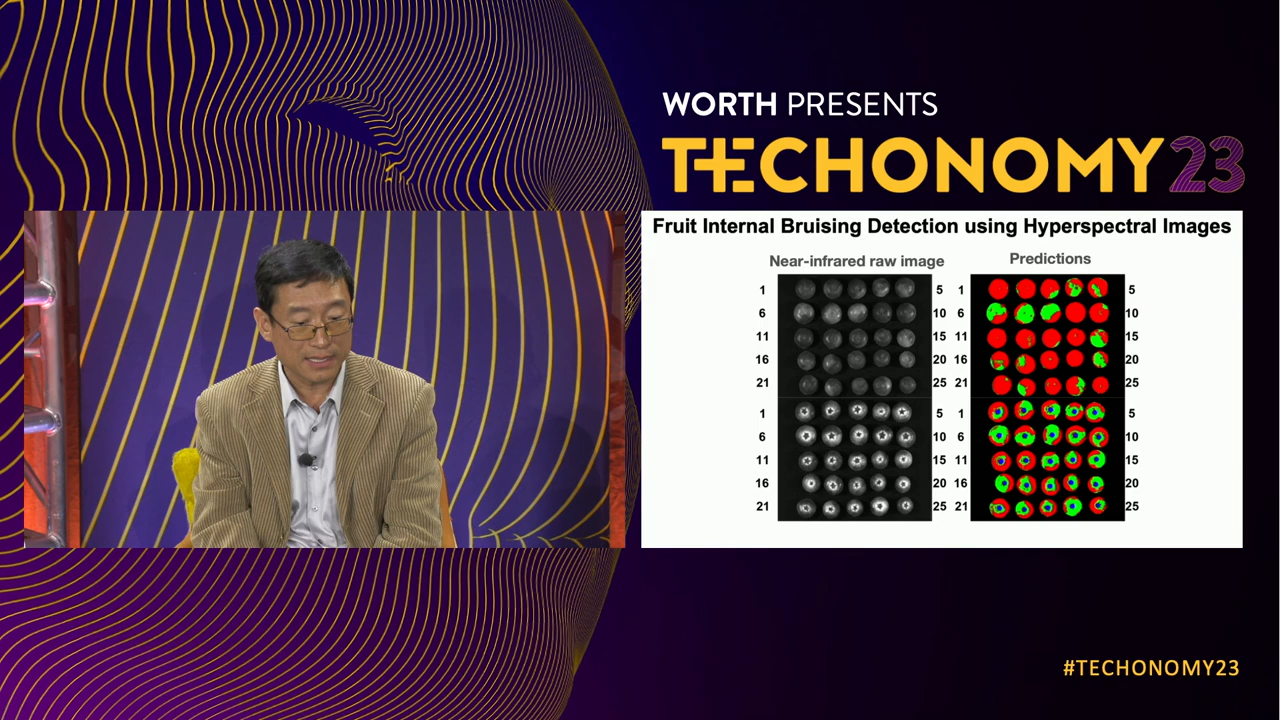 WORTH PRESENTS
TECHONOMY23
Fruit Internal Bruising Detection using Hyperspectral Images
Near-infrared raw image
Predictions
1 5 1 5
6 10 6 10
11 15 11 15
16 20 16 20
21 25 21 25
1 5 1 5
6 10 6 10
11 15 11 15
16 20 16 20
21 25 21 25
#TECHONOMY23